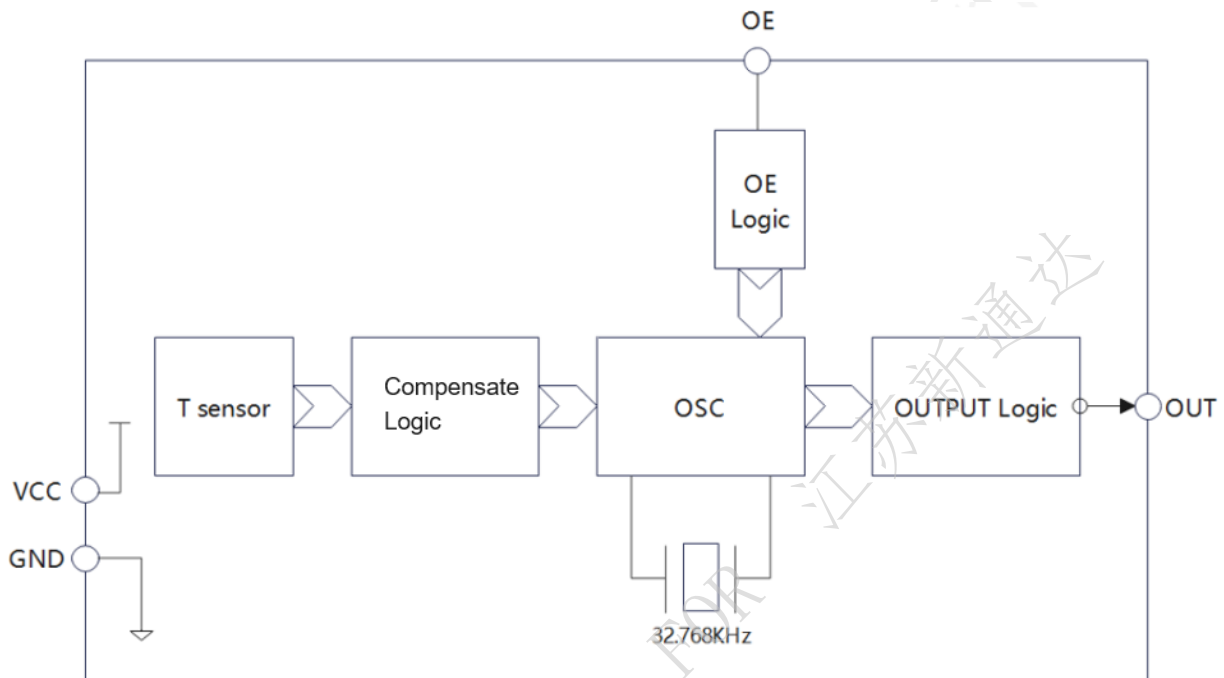 OE
OE
Logic
T sensor
Compensate
Logic
OSC
OUTPUT Logic
OUT
VCC
GND
32.768KHz
FOR 江苏新通达